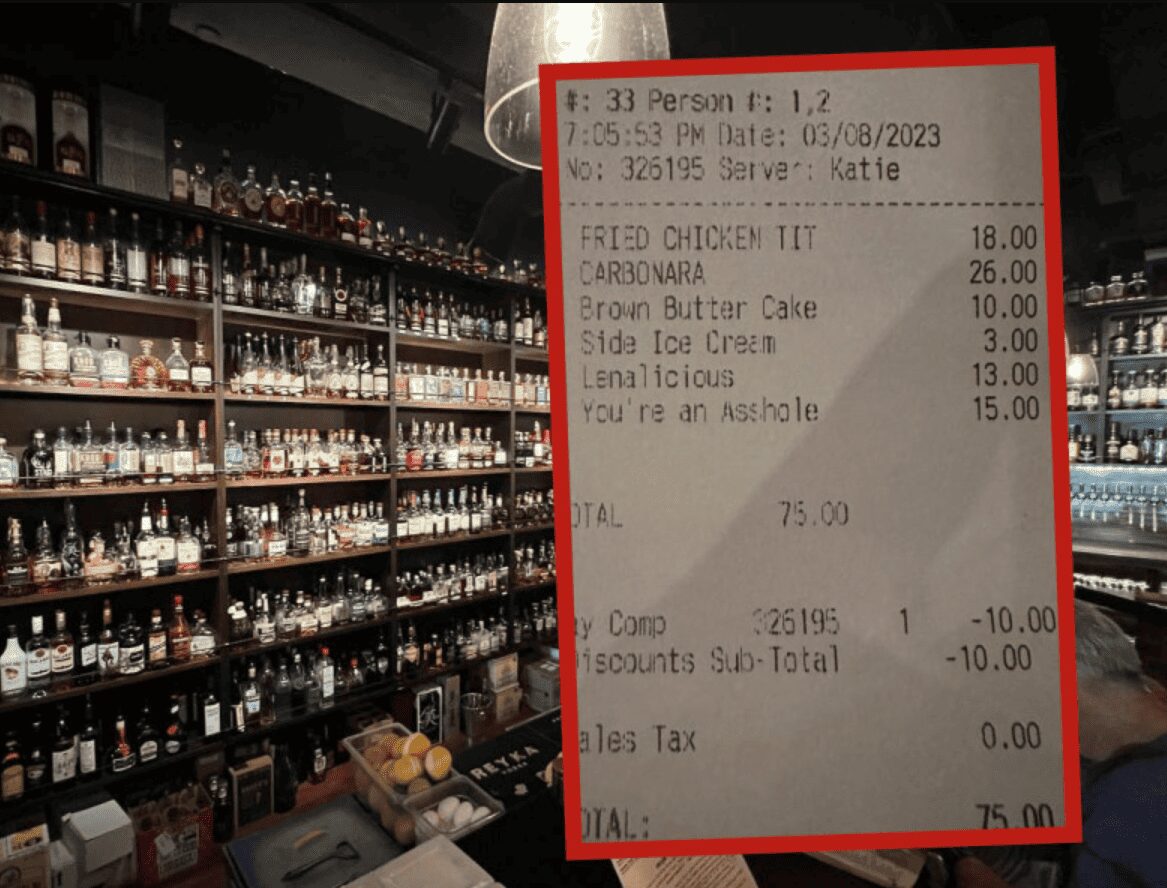 #: 33 Person #: 1,2
7:05:53 PM Date: 03/08/2023
No: 326195 Server: Katie
FRIED CHICKEN TIT 18.00
CARBONARA 26.00
Brown Butter Cake 10.00
Side Ice Cream 3.00
Lenalicious 13.00
You're an Asshole 15.00
OTAL 75.00
y Comp 326195 1 -10.00
iscounts Sub-Total -10.00
ales Tax 0.00
OTAL: 75.00
REYKA